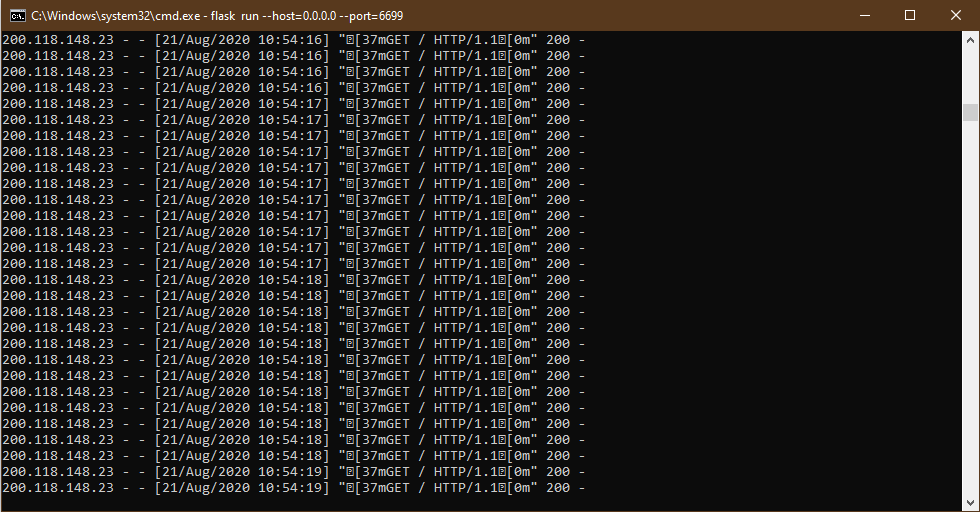 C:\Windows\system32\cmd.exe - flask run --host=0.0.0.0 --port=6699
200.118.148.23 - - [21/Aug/2020 10:54:16] "⍰[37mGET / HTTP/1.1⍰[0m" 200 -
200.118.148.23 - - [21/Aug/2020 10:54:16] "⍰[37mGET / HTTP/1.1⍰[0m" 200 -
200.118.148.23 - - [21/Aug/2020 10:54:16] "⍰[37mGET / HTTP/1.1⍰[0m" 200 -
200.118.148.23 - - [21/Aug/2020 10:54:16] "⍰[37mGET / HTTP/1.1⍰[0m" 200 -
200.118.148.23 - - [21/Aug/2020 10:54:17] "⍰[37mGET / HTTP/1.1⍰[0m" 200 -
200.118.148.23 - - [21/Aug/2020 10:54:17] "⍰[37mGET / HTTP/1.1⍰[0m" 200 -
200.118.148.23 - - [21/Aug/2020 10:54:17] "⍰[37mGET / HTTP/1.1⍰[0m" 200 -
200.118.148.23 - - [21/Aug/2020 10:54:17] "⍰[37mGET / HTTP/1.1⍰[0m" 200 -
200.118.148.23 - - [21/Aug/2020 10:54:17] "⍰[37mGET / HTTP/1.1⍰[0m" 200 -
200.118.148.23 - - [21/Aug/2020 10:54:17] "⍰[37mGET / HTTP/1.1⍰[0m" 200 -
200.118.148.23 - - [21/Aug/2020 10:54:17] "⍰[37mGET / HTTP/1.1⍰[0m" 200 -
200.118.148.23 - - [21/Aug/2020 10:54:17] "⍰[37mGET / HTTP/1.1⍰[0m" 200 -
200.118.148.23 - - [21/Aug/2020 10:54:17] "⍰[37mGET / HTTP/1.1⍰[0m" 200 -
200.118.148.23 - - [21/Aug/2020 10:54:17] "⍰[37mGET / HTTP/1.1⍰[0m" 200 -
200.118.148.23 - - [21/Aug/2020 10:54:17] "⍰[37mGET / HTTP/1.1⍰[0m" 200 -
200.118.148.23 - - [21/Aug/2020 10:54:18] "⍰[37mGET / HTTP/1.1⍰[0m" 200 -
200.118.148.23 - - [21/Aug/2020 10:54:18] "⍰[37mGET / HTTP/1.1⍰[0m" 200 -
200.118.148.23 - - [21/Aug/2020 10:54:18] "⍰[37mGET / HTTP/1.1⍰[0m" 200 -
200.118.148.23 - - [21/Aug/2020 10:54:18] "⍰[37mGET / HTTP/1.1⍰[0m" 200 -
200.118.148.23 - - [21/Aug/2020 10:54:18] "⍰[37mGET / HTTP/1.1⍰[0m" 200 -
200.118.148.23 - - [21/Aug/2020 10:54:18] "⍰[37mGET / HTTP/1.1⍰[0m" 200 -
200.118.148.23 - - [21/Aug/2020 10:54:18] "⍰[37mGET / HTTP/1.1⍰[0m" 200 -
200.118.148.23 - - [21/Aug/2020 10:54:18] "⍰[37mGET / HTTP/1.1⍰[0m" 200 -
200.118.148.23 - - [21/Aug/2020 10:54:18] "⍰[37mGET / HTTP/1.1⍰[0m" 200 -
200.118.148.23 - - [21/Aug/2020 10:54:18] "⍰[37mGET / HTTP/1.1⍰[0m" 200 -
200.118.148.23 - - [21/Aug/2020 10:54:18] "⍰[37mGET / HTTP/1.1⍰[0m" 200 -
200.118.148.23 - - [21/Aug/2020 10:54:18] "⍰[37mGET / HTTP/1.1⍰[0m" 200 -
200.118.148.23 - - [21/Aug/2020 10:54:19] "⍰[37mGET / HTTP/1.1⍰[0m" 200 -
200.118.148.23 - - [21/Aug/2020 10:54:19] "⍰[37mGET / HTTP/1.1⍰[0m" 200 -